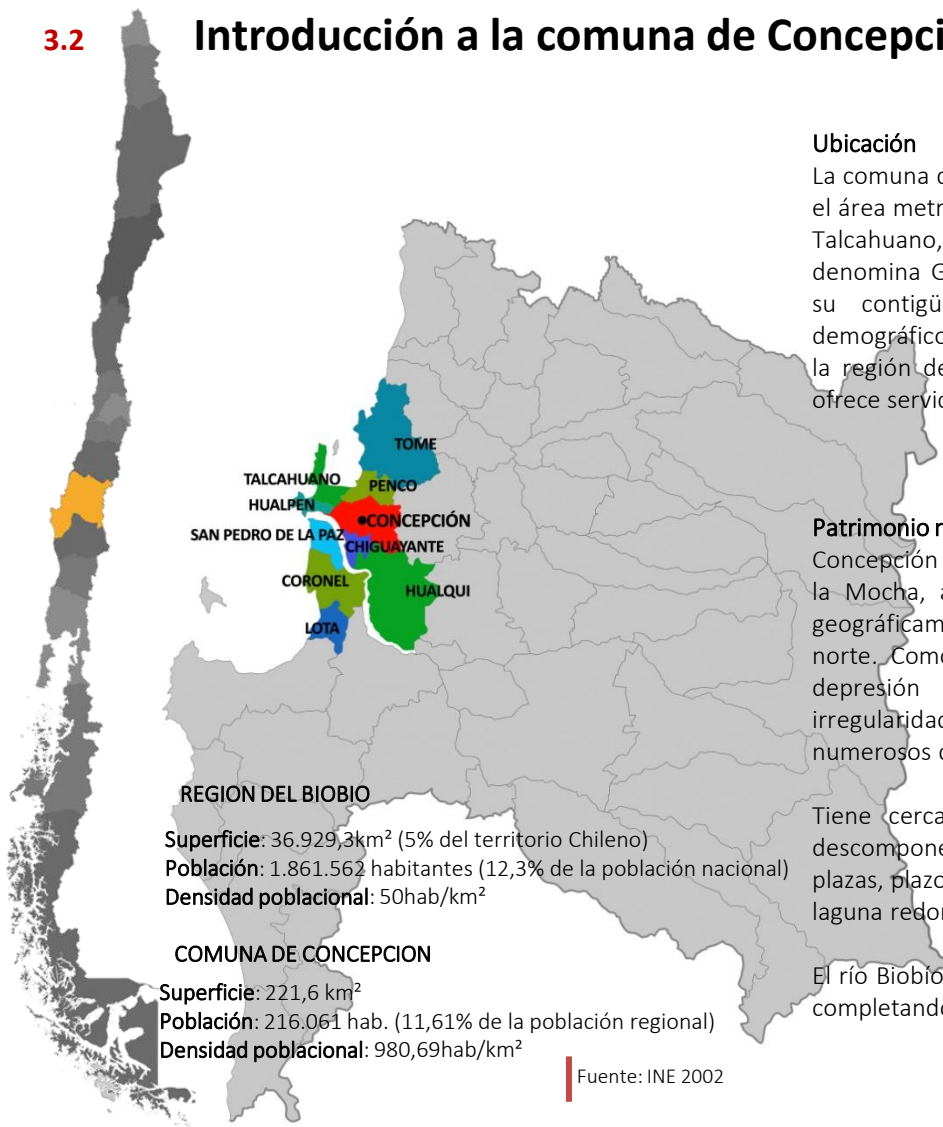 3.2
Introducción a la comuna de Concepci
Ubicación
La comuna
el área metr
Talcahuano,
denomina G
su contigü
demográfico
la región de
ofrece servic
TOME
TALCAHUANO
PENCO
HUALPEN
CONCEPCIÓN
SAN PEDRO DE LA PAZ
CHIGUAYANTE
CORONEL
HUALQUI
LOTA
Patrimonio
Concepción
la Mocha, a
geográficam
norte. Como
depresión
irregularidad
numerosos
Tiene cerca
descompone
plazas, plazo
laguna redon
El río Biobío
completando
REGION DEL BIOBIO
Superficie: 36.929,3km² (5% del territorio Chileno)
Población: 1.861.562 habitantes (12,3% de la población nacional)
Densidad poblacional: 50hab/km²
COMUNA DE CONCEPCION
Superficie: 221,6 km²
Población: 216.061 hab. (11,61% de la población regional)
Densidad poblacional: 980,69hab/km²
Fuente: INE 2002